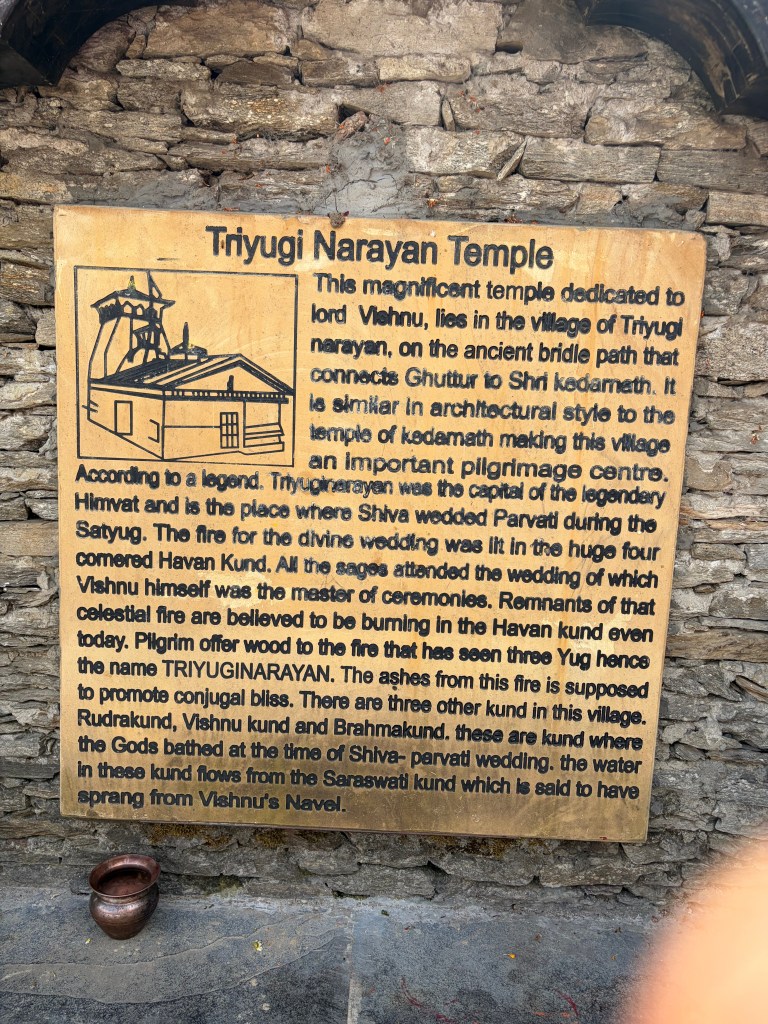 Triyugi Narayan Temple
This magnificent temple dedicated to
lord Vishnu, lies in the village of Triyugi
narayan, on the ancient bridle path that
connects Ghuttur to Shri kedarnath. it
is similar in architectural style to the
temple of kedarnath making this village
an important pilgrimage centre.
According to a legend. Triyuginarayan was the capital of the legendary
Himvat and is the place where Shiva wedded Parvati during the
Satyug. The fire for the divine wedding was lit in the huge four
cornered Havan Kund. All the sages attended the wedding of which
Vishnu himself was the master of ceremonies. Remnants of that
celestial fire are believed to be burning in the Havan kund even
today. Pilgrim offer wood to the fire that has seen three Yug hence
the name TRIYUGINARAYAN. The ashes from this fire is supposed
to promote conjugal bliss. There are three other kund in this village.
Rudrakund, Vishnu kund and Brahmakund. these are kund where
the Gods bathed at the time of Shiva- parvati wedding. the water
in these kund flows from the Saraswati kund which is said to have
sprang from Vishnu's Navel.